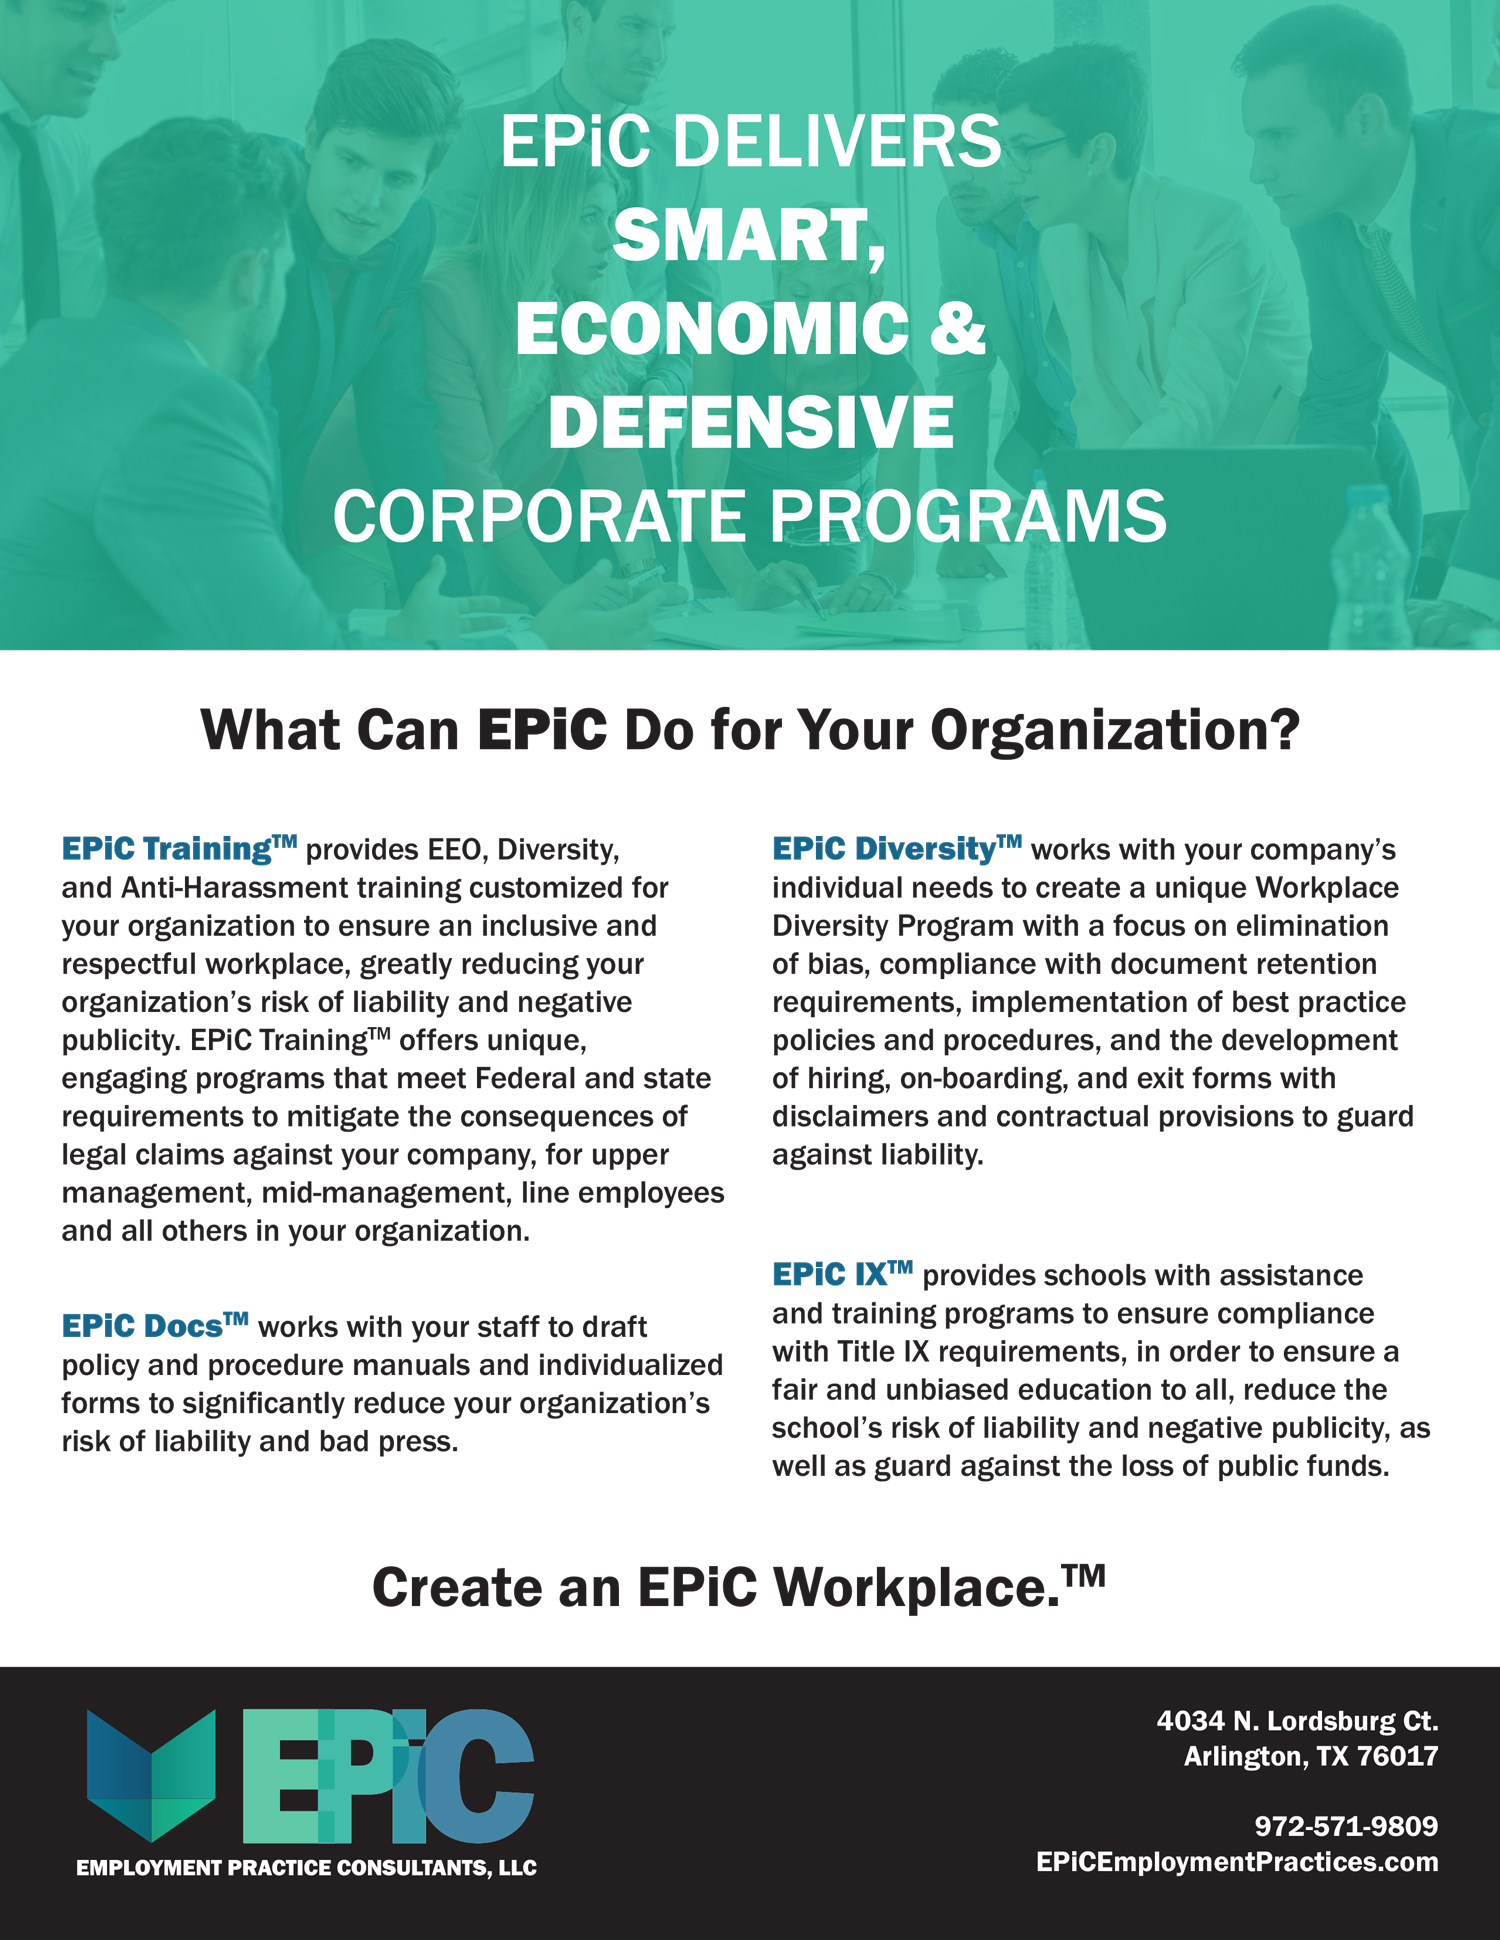 EPiC DELIVERS
SMART,
ECONOMIC &
DEFENSIVE
CORPORATE PROGRAMS
What Can EPiC Do for Your Organization?
EPiC Training™ provides EEO, Diversity,
and Anti-Harassment training customized for
your organization to ensure an inclusive and
respectful workplace, greatly reducing your
organization’s risk of liability and negative
publicity. EPiC Training™ offers unique,
engaging programs that meet Federal and state
requirements to mitigate the consequences of
legal claims against your company, for upper
management, mid-management, line employees
and all others in your organization.
EPiC Docs™ works with your staff to draft
policy and procedure manuals and individualized
forms to significantly reduce your organization’s
risk of liability and bad press.
EPiC Diversity™ works with your company’s
individual needs to create a unique Workplace
Diversity Program with a focus on elimination
of bias, compliance with document retention
requirements, implementation of best practice
policies and procedures, and the development
of hiring, on-boarding, and exit forms with
disclaimers and contractual provisions to guard
against liability.
EPiC IX™ provides schools with assistance
and training programs to ensure compliance
with Title IX requirements, in order to ensure a
fair and unbiased education to all, reduce the
school’s risk of liability and negative publicity, as
well as guard against the loss of public funds.
Create an EPiC Workplace.™
EPiC
EMPLOYMENT PRACTICE CONSULTANTS, LLC
4034 N. Lordsburg Ct.
Arlington, TX 76017
972-571-9809
EPiCEmploymentPractices.com